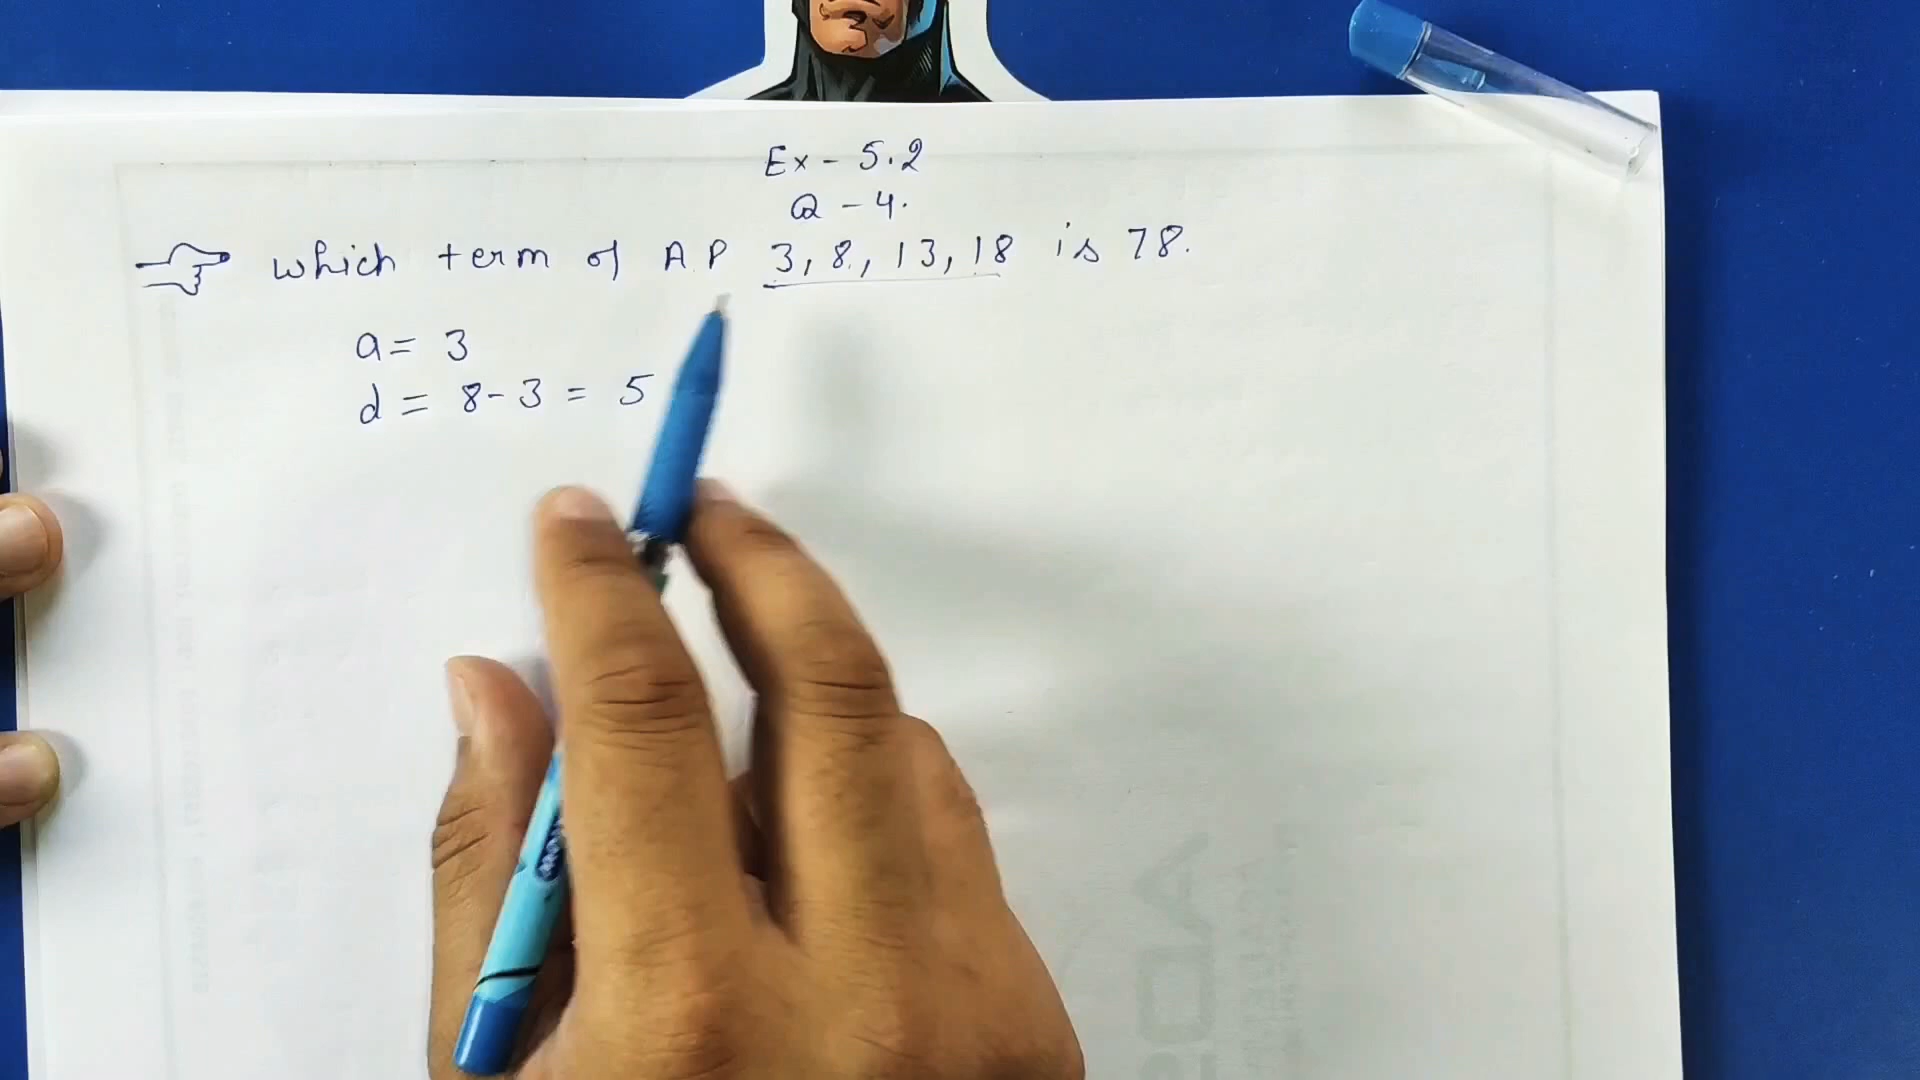 Ex - 5.2
Q - 4.
which term of A.P 3, 8, 13, 18 is 78.
a = 3
d = 8 - 3 = 5